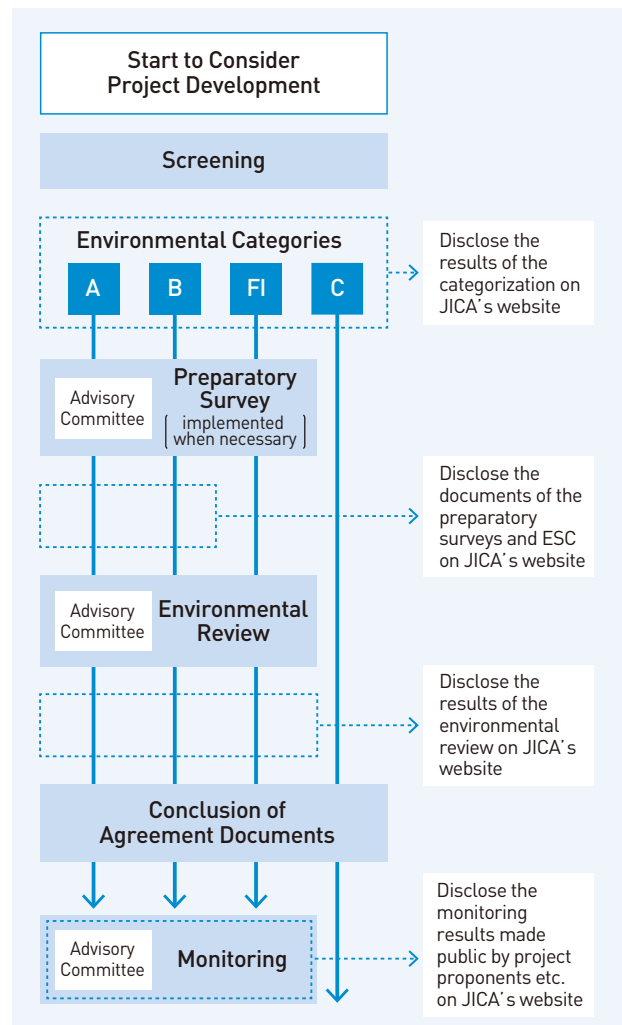 Start to Consider
Project Development
Screening
Environmental Categories
A B FI C
Disclose the
results of the
categorization on
JICA's website
Advisory
Committee
Preparatory
Survey
(implemented
when necessary)
Disclose the
documents of the
preparatory
surveys and ESC
on JICA's website
Advisory
Committee
Environmental
Review
Disclose the
results of the
environmental
review on JICA's
website
Conclusion of
Agreement Documents
Advisory
Committee
Monitoring
Disclose the
monitoring
results made
public by project
proponents etc.
on JICA's website